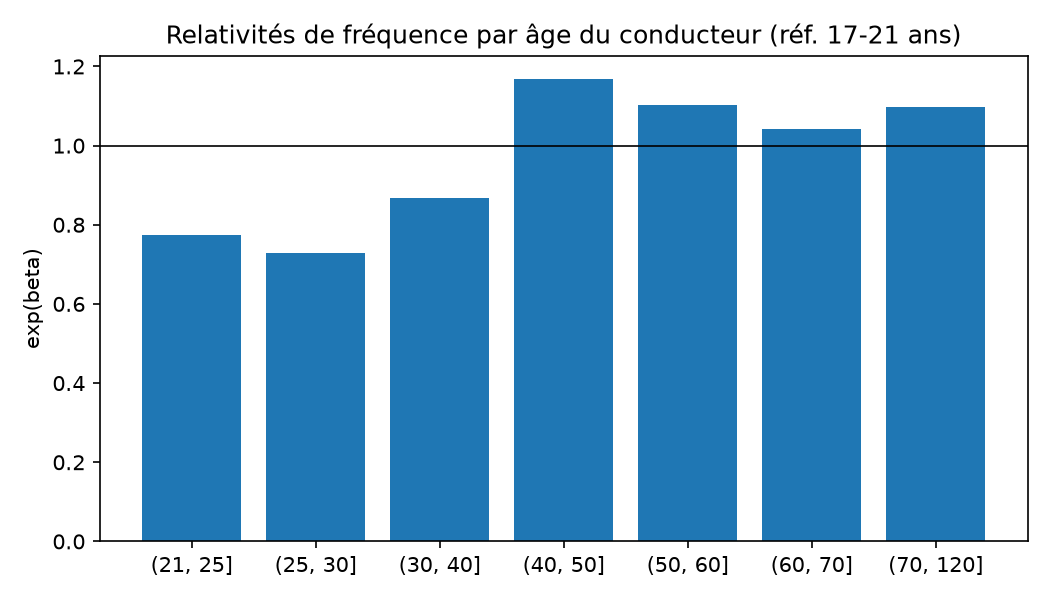 Relativités de fréquence par âge du conducteur (réf. 17-21 ans)
exp(beta)
1.2
1.0
0.8
0.6
0.4
0.2
0.0
(21, 25] (25, 30] (30, 40] (40, 50] (50, 60] (60, 70] (70, 120]